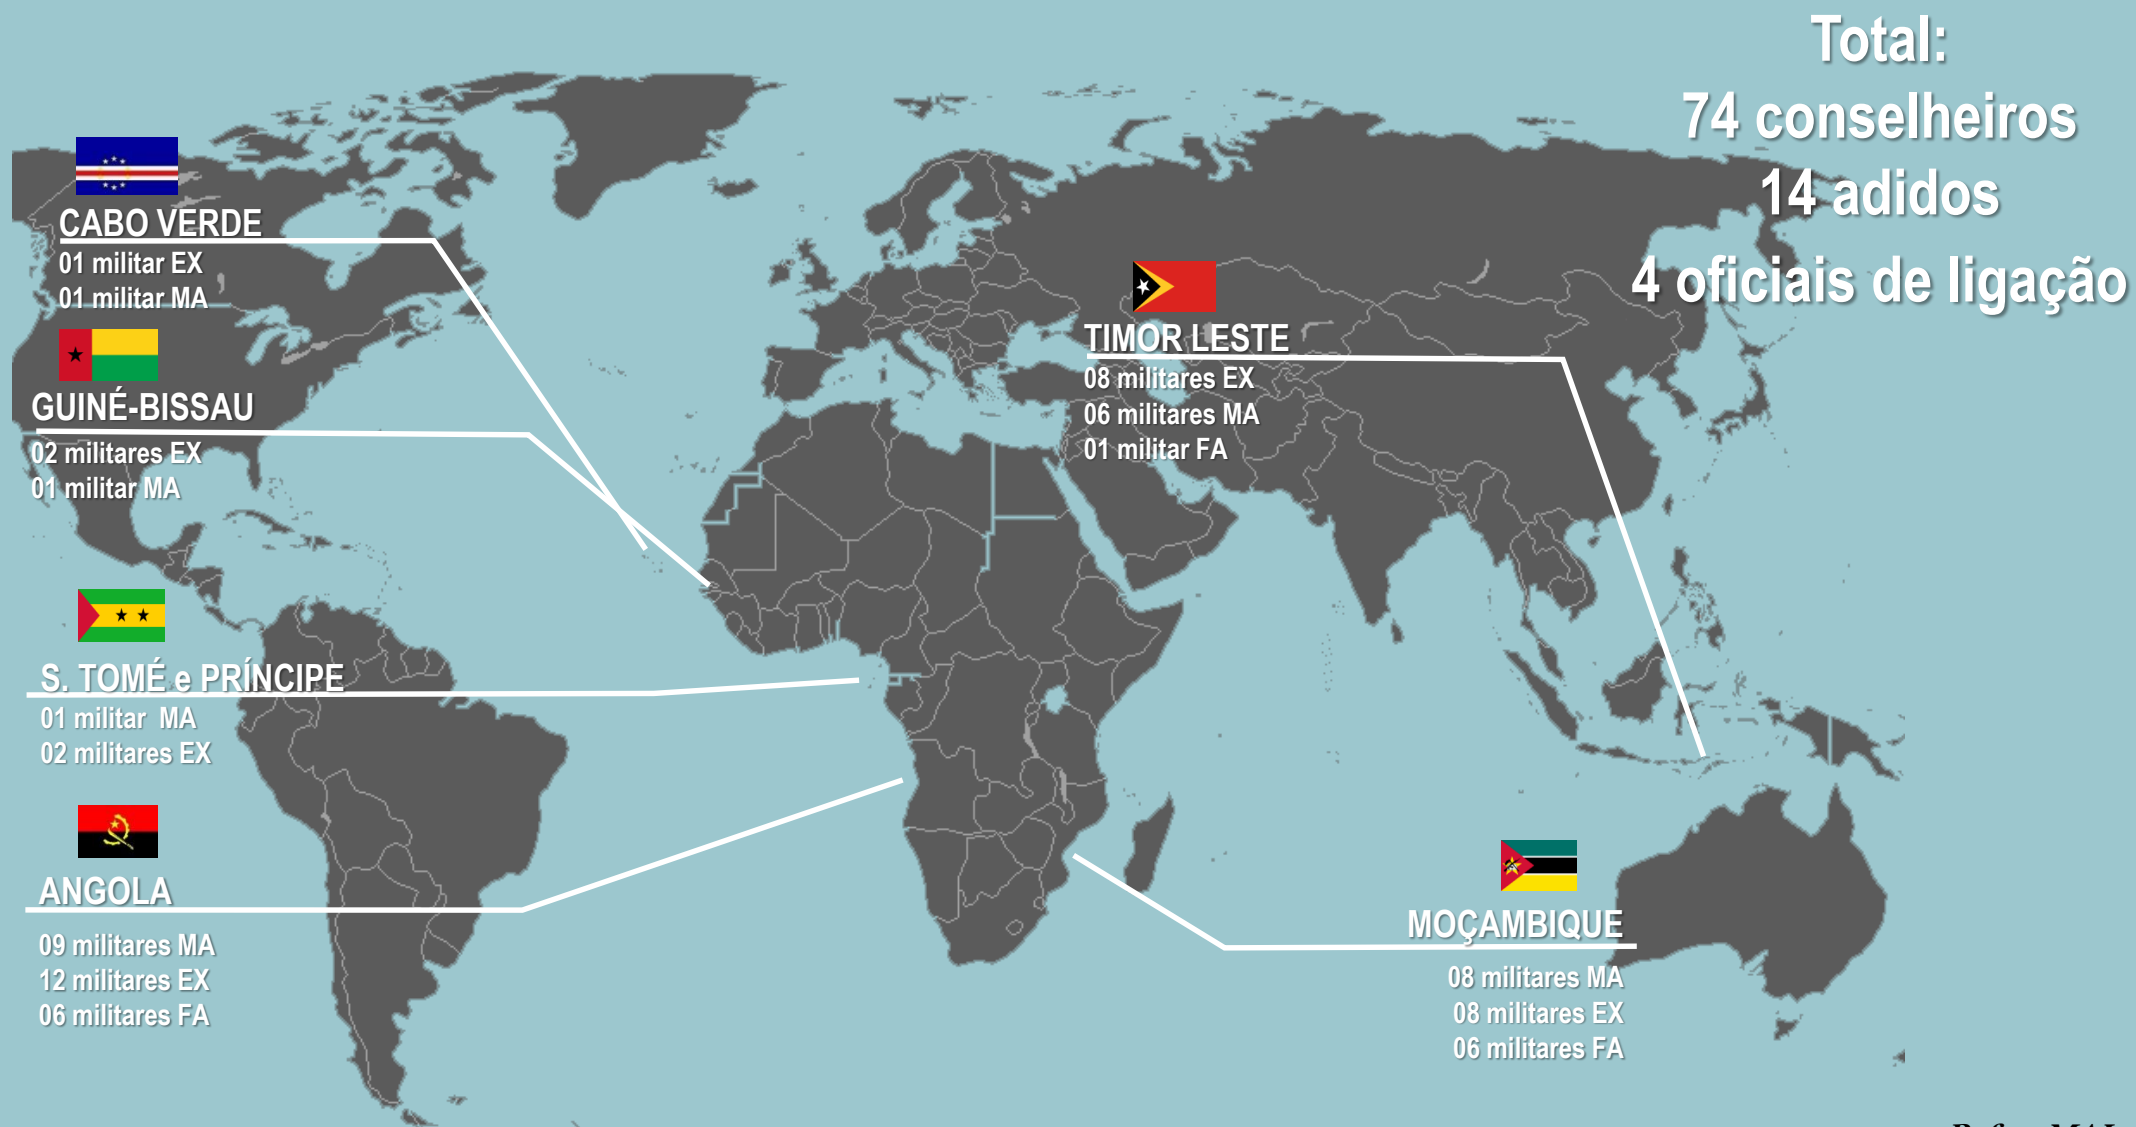 Total:
74 conselheiros
14 adidos
4 oficiais de ligação
CABO VERDE
01 militar EX
01 militar MA
GUINÉ-BISSAU
02 militares EX
01 militar MA
S. TOMÉ e PRÍNCIPE
01 militar MA
02 militares EX
ANGOLA
09 militares MA
12 militares EX
06 militares FA
TIMOR LESTE
08 militares EX
06 militares MA
01 militar FA
MOÇAMBIQUE
08 militares MA
08 militares EX
06 militares FA